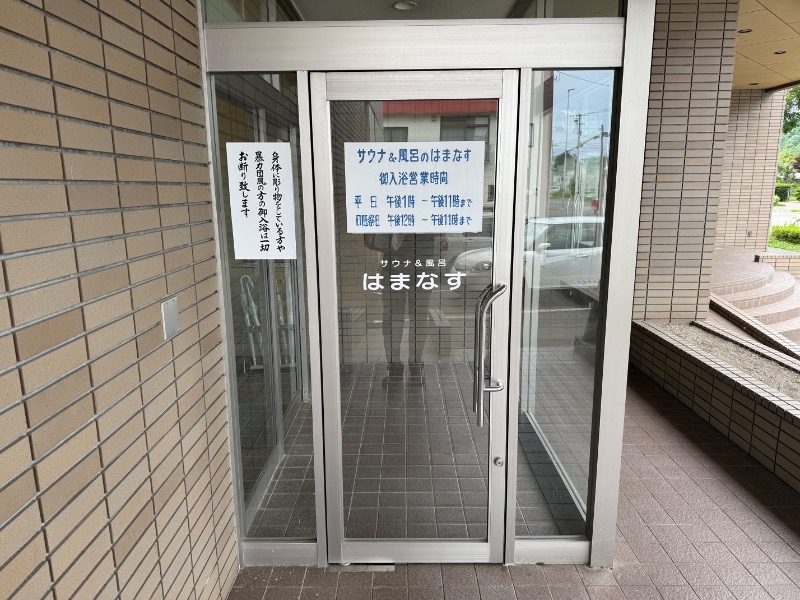 身体に彫り物をしている方や
暴力団風の方の御入浴は一切
お断り致します
サウナ&風呂のはまなす
御入浴営業時間
平日 午後1時 〜午後11時まで
日曜祭日 午後12時 〜午後11時まで
サウナ&風呂
はまなす